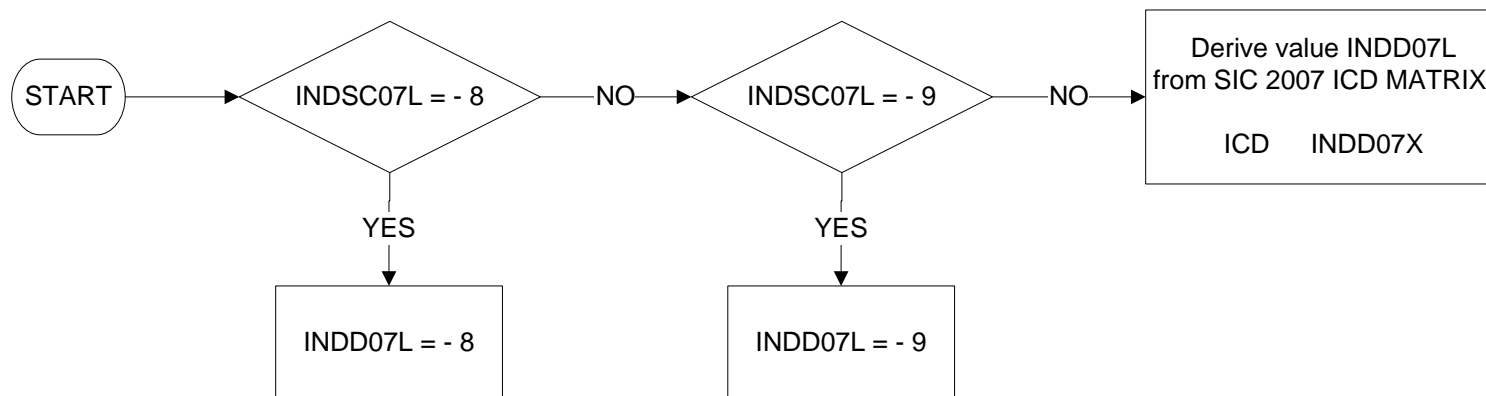 START
INDSC07L = - 8
NO
INDSC07L = - 9
NO
Derive value INDD07L
from SIC 2007 ICD MATRIX
ICD INDD07X
YES
YES
INDD07L = - 8
INDD07L = - 9